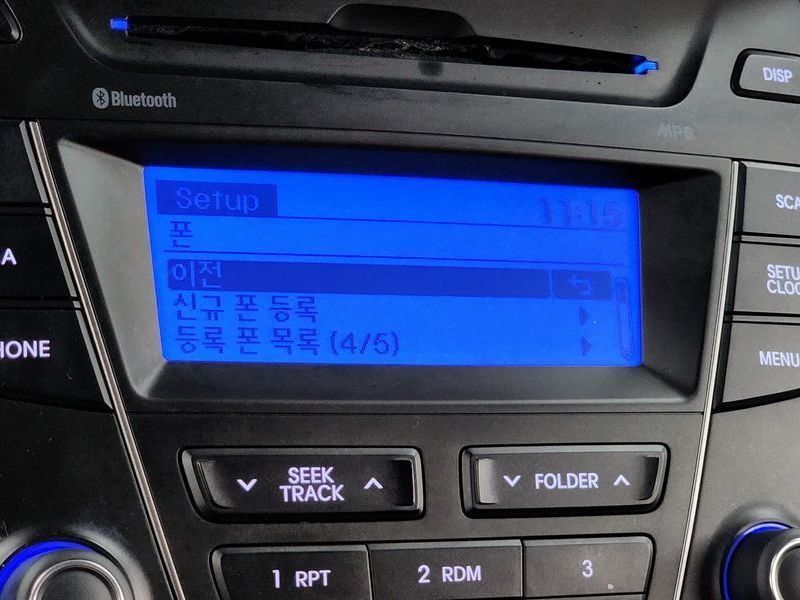 DISP
Bluetooth
MP3
Setup 11:15
폰
이전
신규 폰 등록
등록 폰 목록 (4/5)
A
HONE
SCA
SETU
CLOC
MENU
SEEK
TRACK
FOLDER
1 RPT
2 RDM
3